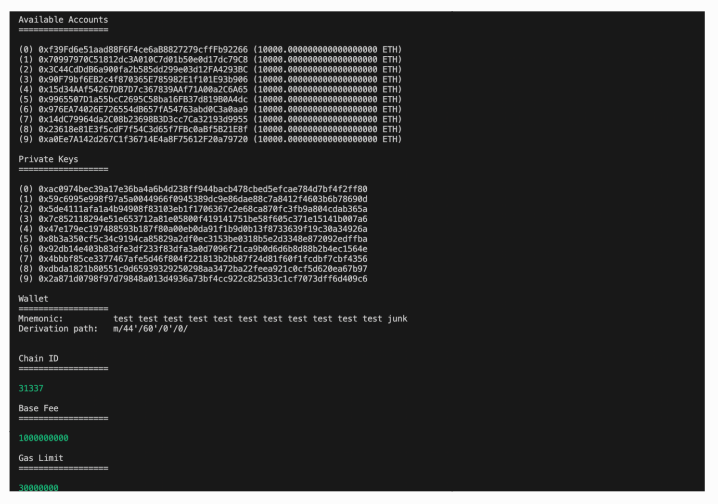 Available Accounts
==================
(0) 0xf39Fd6e51aad88F6F4ce6aB8827279cffFb92266 (10000.000000000000000000 ETH)
(1) 0x70997970C51812dc3A010C7d01b50e0d17dc79C8 (10000.000000000000000000 ETH)
(2) 0x3C44CdDdB6a900fa2b585dd299e03d12FA4293BC (10000.000000000000000000 ETH)
(3) 0x90F79bf6EB2c4f870365E785982E1f101E93b906 (10000.000000000000000000 ETH)
(4) 0x15d34AAf54267DB7D7c367839AAf71A00a2C6A65 (10000.000000000000000000 ETH)
(5) 0x9965507D1a55bcC2695C58ba16FB37d819B0A4dc (10000.000000000000000000 ETH)
(6) 0x976EA74026E726554dB657fA54763abd0C3a0aa9 (10000.000000000000000000 ETH)
(7) 0x14dC79964da2C08b23698B3D3cc7Ca32193d9955 (10000.000000000000000000 ETH)
(8) 0x23618e81E3f5cdF7f54C3d65f7FBc0aBf5B21E8f (10000.000000000000000000 ETH)
(9) 0xa0Ee7A142d267C1f36714E4a8F75612F20a79720 (10000.000000000000000000 ETH)
Private Keys
==================
(0) 0xac0974bec39a17e36ba4a6b4d238ff944bacb478cbed5efcae784d7bf4f2ff80
(1) 0x59c6995e998f97a5a0044966f0945389dc9e86dae88c7a8412f4603b6b78690d
(2) 0x5de4111afa1a4b94908f83103eb1f1706367c2e68ca870fc3fb9a804cdab365a
(3) 0x7c852118294e51e653712a81e05800f419141751be58f605c371e15141b007a6
(4) 0x47e179ec197488593b187f80a00eb0da91f1b9d0b13f8733639f19c30a34926a
(5) 0x8b3a350cf5c34c9194ca85829a2df0ec3153be0318b5e2d3348e872092edffba
(6) 0x92db14e403b83dfe3df233f83dfa3a0d7096f21ca9b0d6d6b8d88b2b4ec1564e
(7) 0x4bbbf85ce3377467afe5d46f804f221813b2bb87f24d81f60f1fcdbf7cbf4356
(8) 0xdbda1821b80551c9d65939329250298aa3472ba22feea921c0cf5d620ea67b97
(9) 0x2a871d0798f97d79848a013d4936a73bf4cc922c825d33c1cf7073dff6d409c6
Wallet
==================
Mnemonic: test test test test test test test test test test test junk
Derivation path: m/44'/60'/0'/0/
Chain ID
==================
31337
Base Fee
==================
1000000000
Gas Limit
==================
30000000